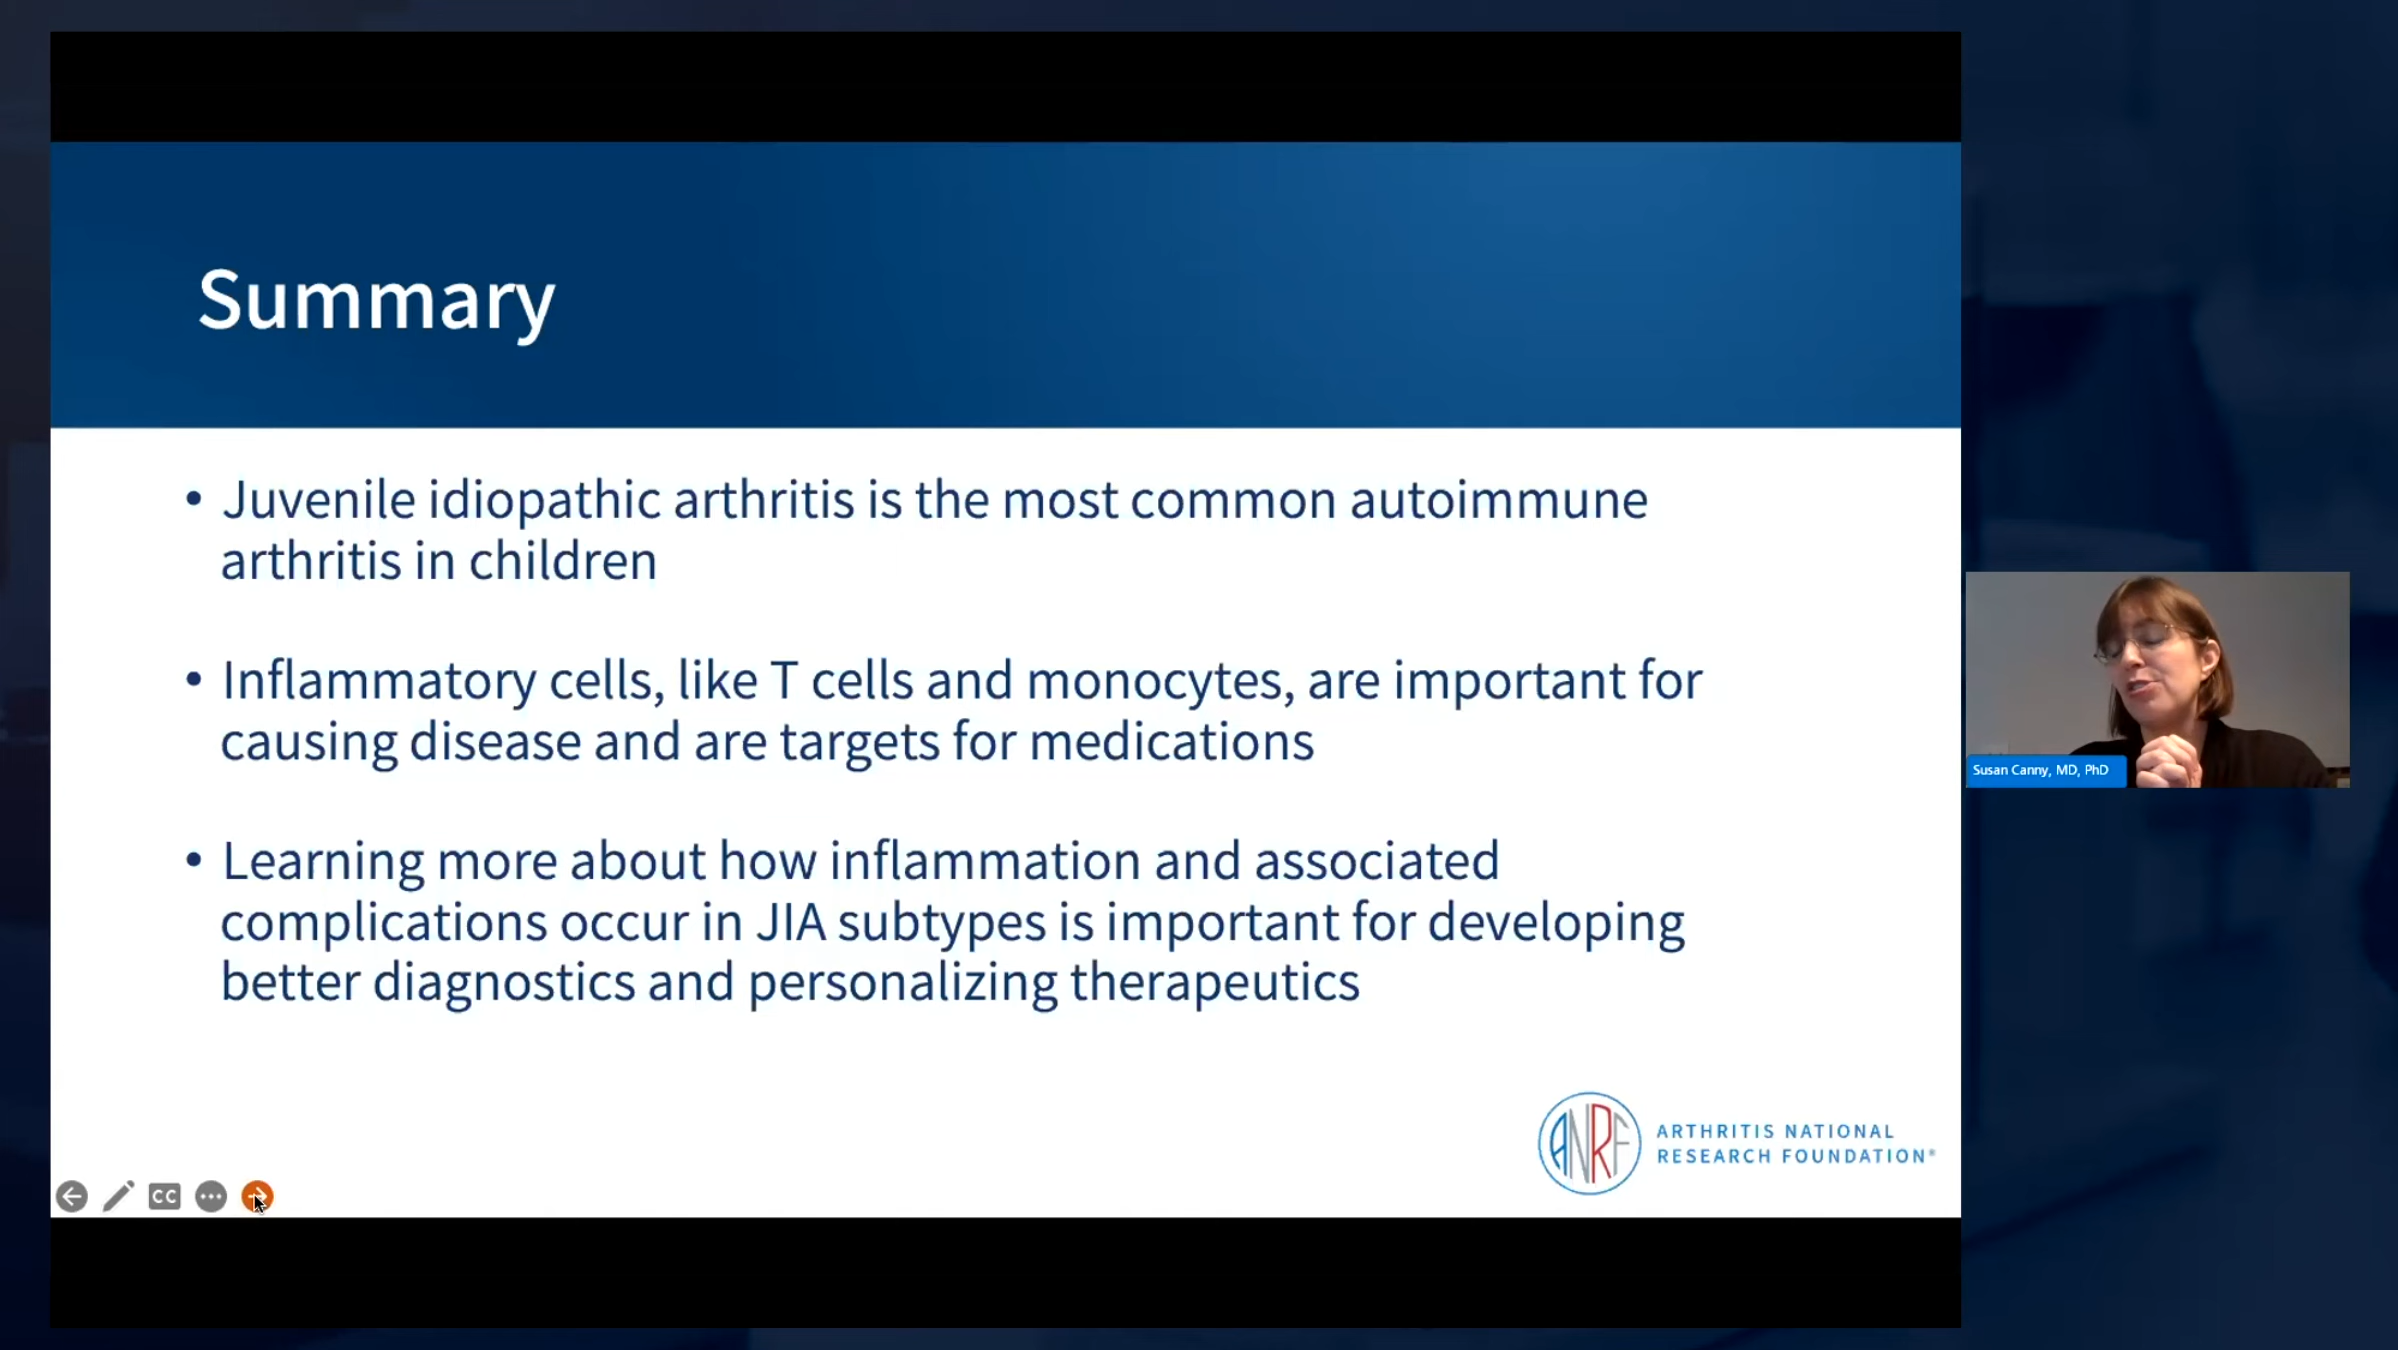 Summary
• Juvenile idiopathic arthritis is the most common autoimmune
arthritis in children
• Inflammatory cells, like T cells and monocytes, are important for
causing disease and are targets for medications
• Learning more about how inflammation and associated
complications occur in JIA subtypes is important for developing
better diagnostics and personalizing therapeutics
Susan Canny, MD, PhD
ANRF
ARTHRITIS NATIONAL
RESEARCH FOUNDATION®
CC